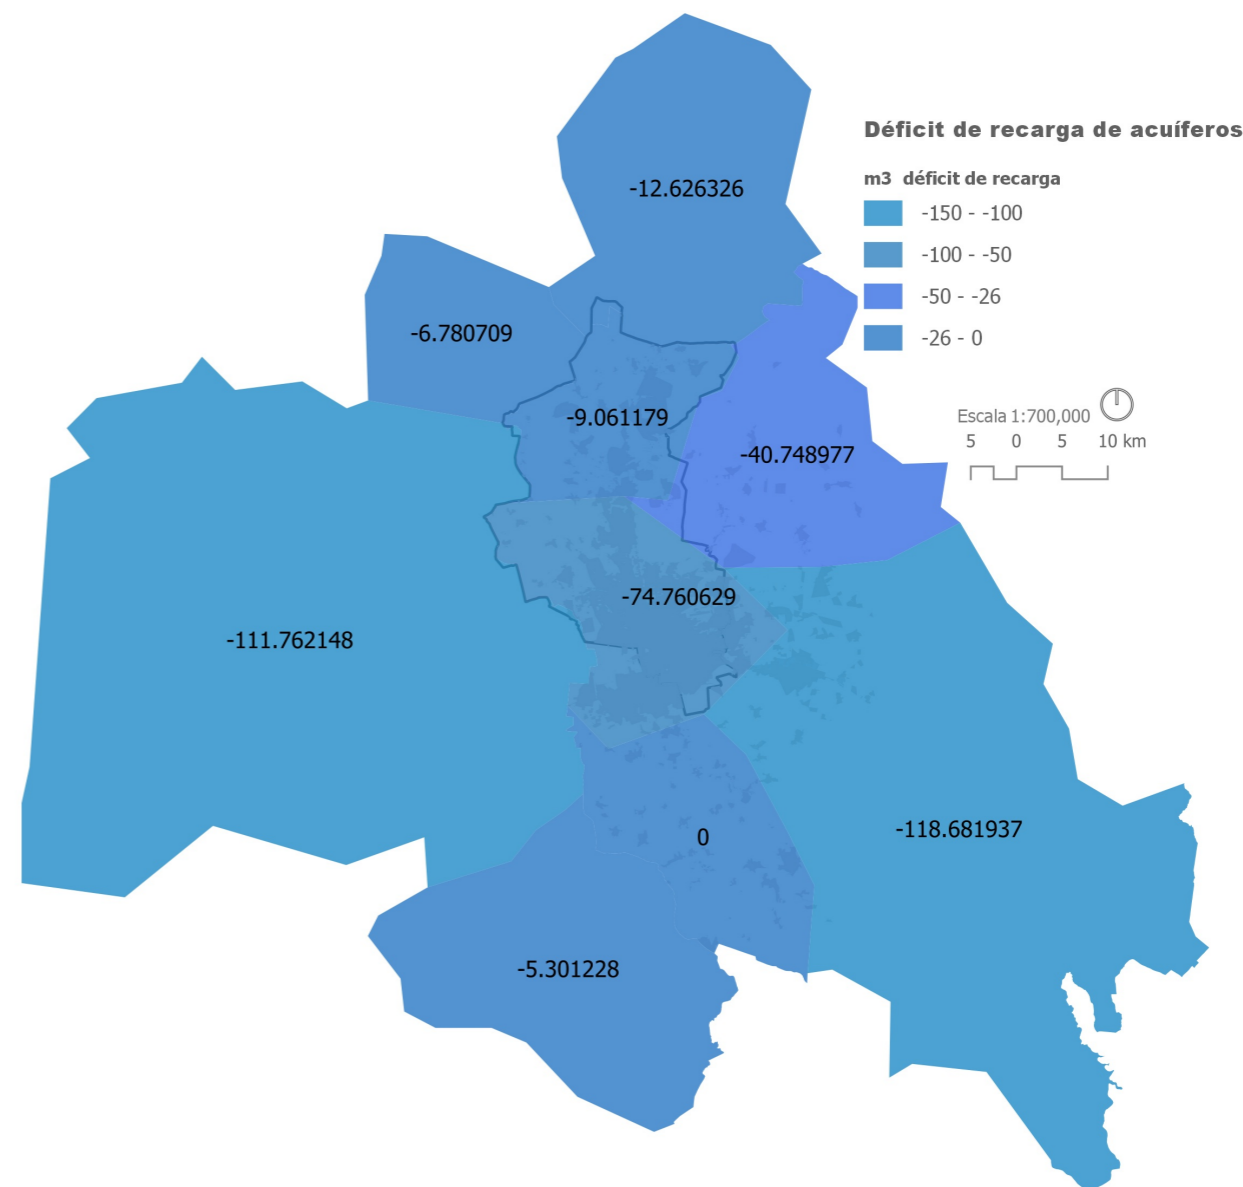 Déficit de recarga de acuíferos
m3 déficit de recarga
-150 - -100
-100 - -50
-50 - -26
-26 - 0
Escala 1:700,000
5 0 5 10 km
-12.626326
-6.780709
-9.061179
-40.748977
-74.760629
-111.762148
-118.681937
0
-5.301228